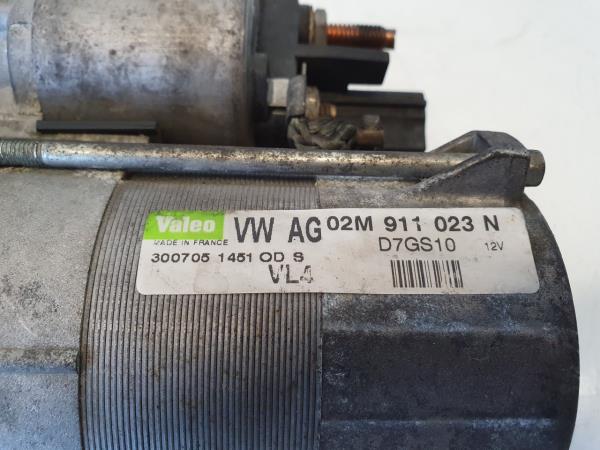 Valeo VW AG 02M 911 023 N
MADE IN FRANCE D7GS10 12V
300705 1451 OD S
VL4